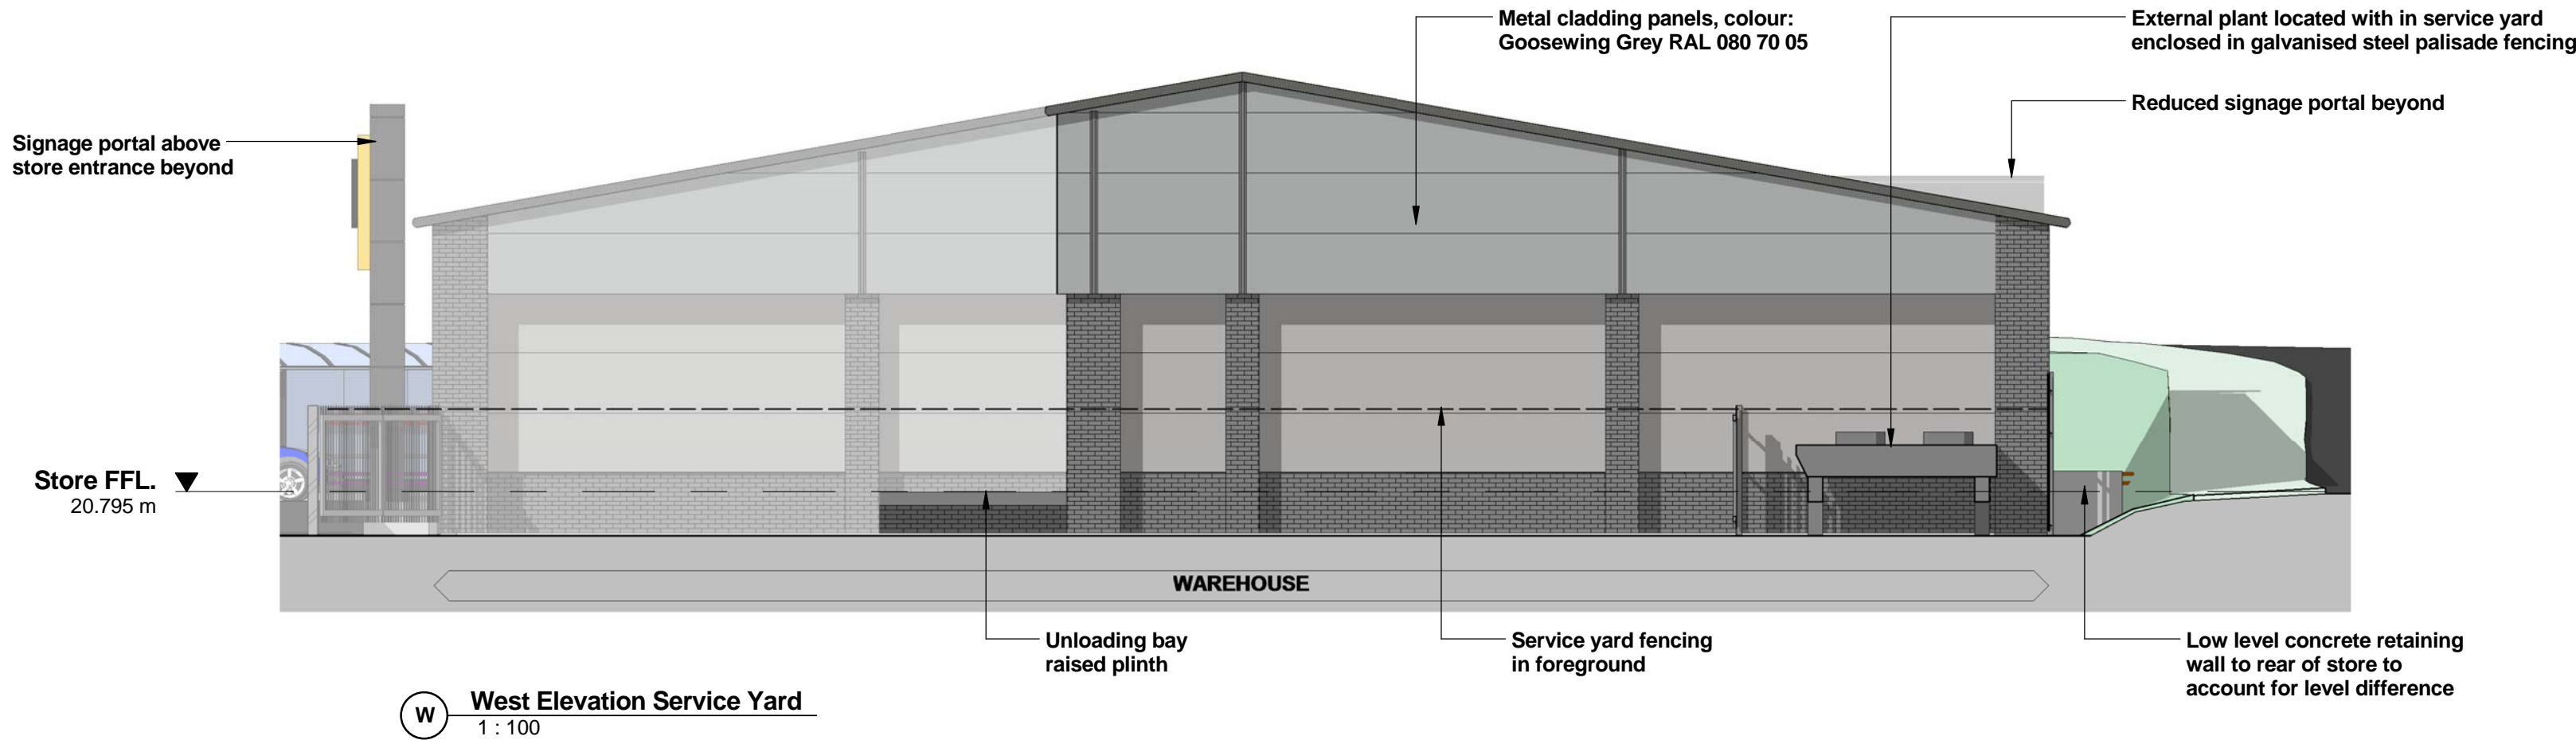 Metal cladding panels, colour:
Goosewing Grey RAL 080 70 05
External plant located with in service yard
enclosed in galvanised steel palisade fencing
Reduced signage portal beyond
Signage portal above
store entrance beyond
Store FFL.
20.795 m
WAREHOUSE
Unloading bay
raised plinth
Service yard fencing
in foreground
Low level concrete retaining
wall to rear of store to
account for level difference
W
West Elevation Service Yard
1 : 100